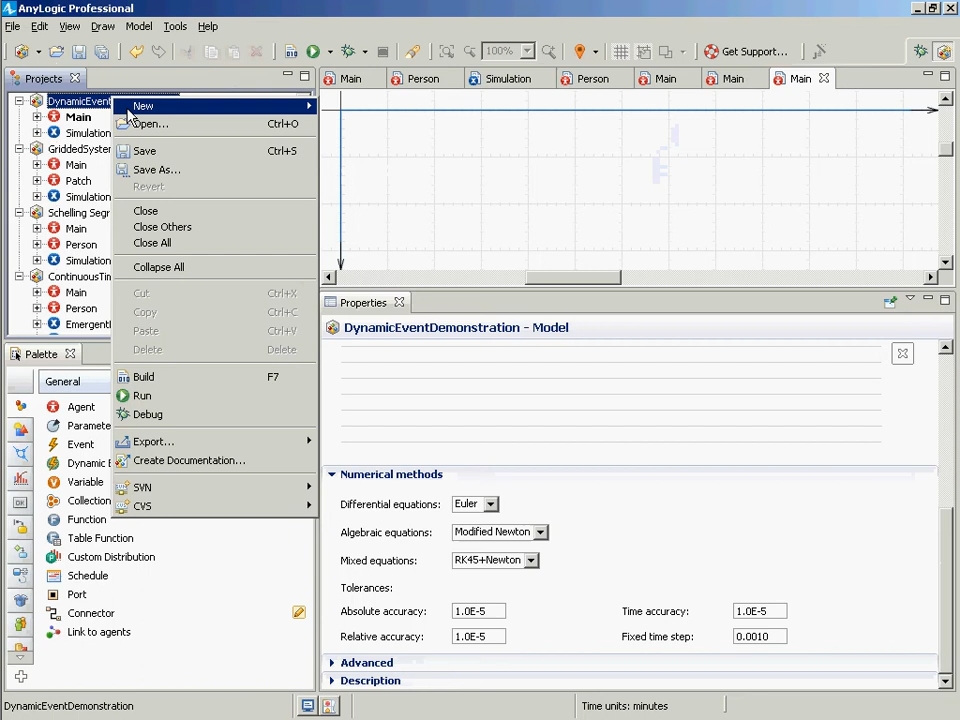 AnyLogic Professional
File Edit View Draw Model Tools Help
100% Get Support...
Projects
Main Person Simulation Person Main Main Main
DynamicEvent
Main
Simulation
GriddedSystem
Main
Patch
Simulation
Schelling Segr
Main
Person
Simulation
ContinuousTim
Main
Person
Emergent
New
Open... Ctrl+O
Save Ctrl+S
Save As...
Revert
Close
Close Others
Close All
Collapse All
Cut Ctrl+X
Copy Ctrl+C
Paste Ctrl+V
Delete Delete
Build F7
Run
Debug
Export...
Create Documentation...
SVN
CVS
Palette
General
Agent
Paramete
Event
Dynamic E
Variable
Collection
Function
Table Function
Custom Distribution
Schedule
Port
Connector
Link to agents
Properties
DynamicEventDemonstration - Model
Numerical methods
Differential equations: Euler
Algebraic equations: Modified Newton
Mixed equations: RK45+Newton
Tolerances:
Absolute accuracy: 1.0E-5 Time accuracy: 1.0E-5
Relative accuracy: 1.0E-5 Fixed time step: 0.0010
Advanced
Description
DynamicEventDemonstration Time units: minutes